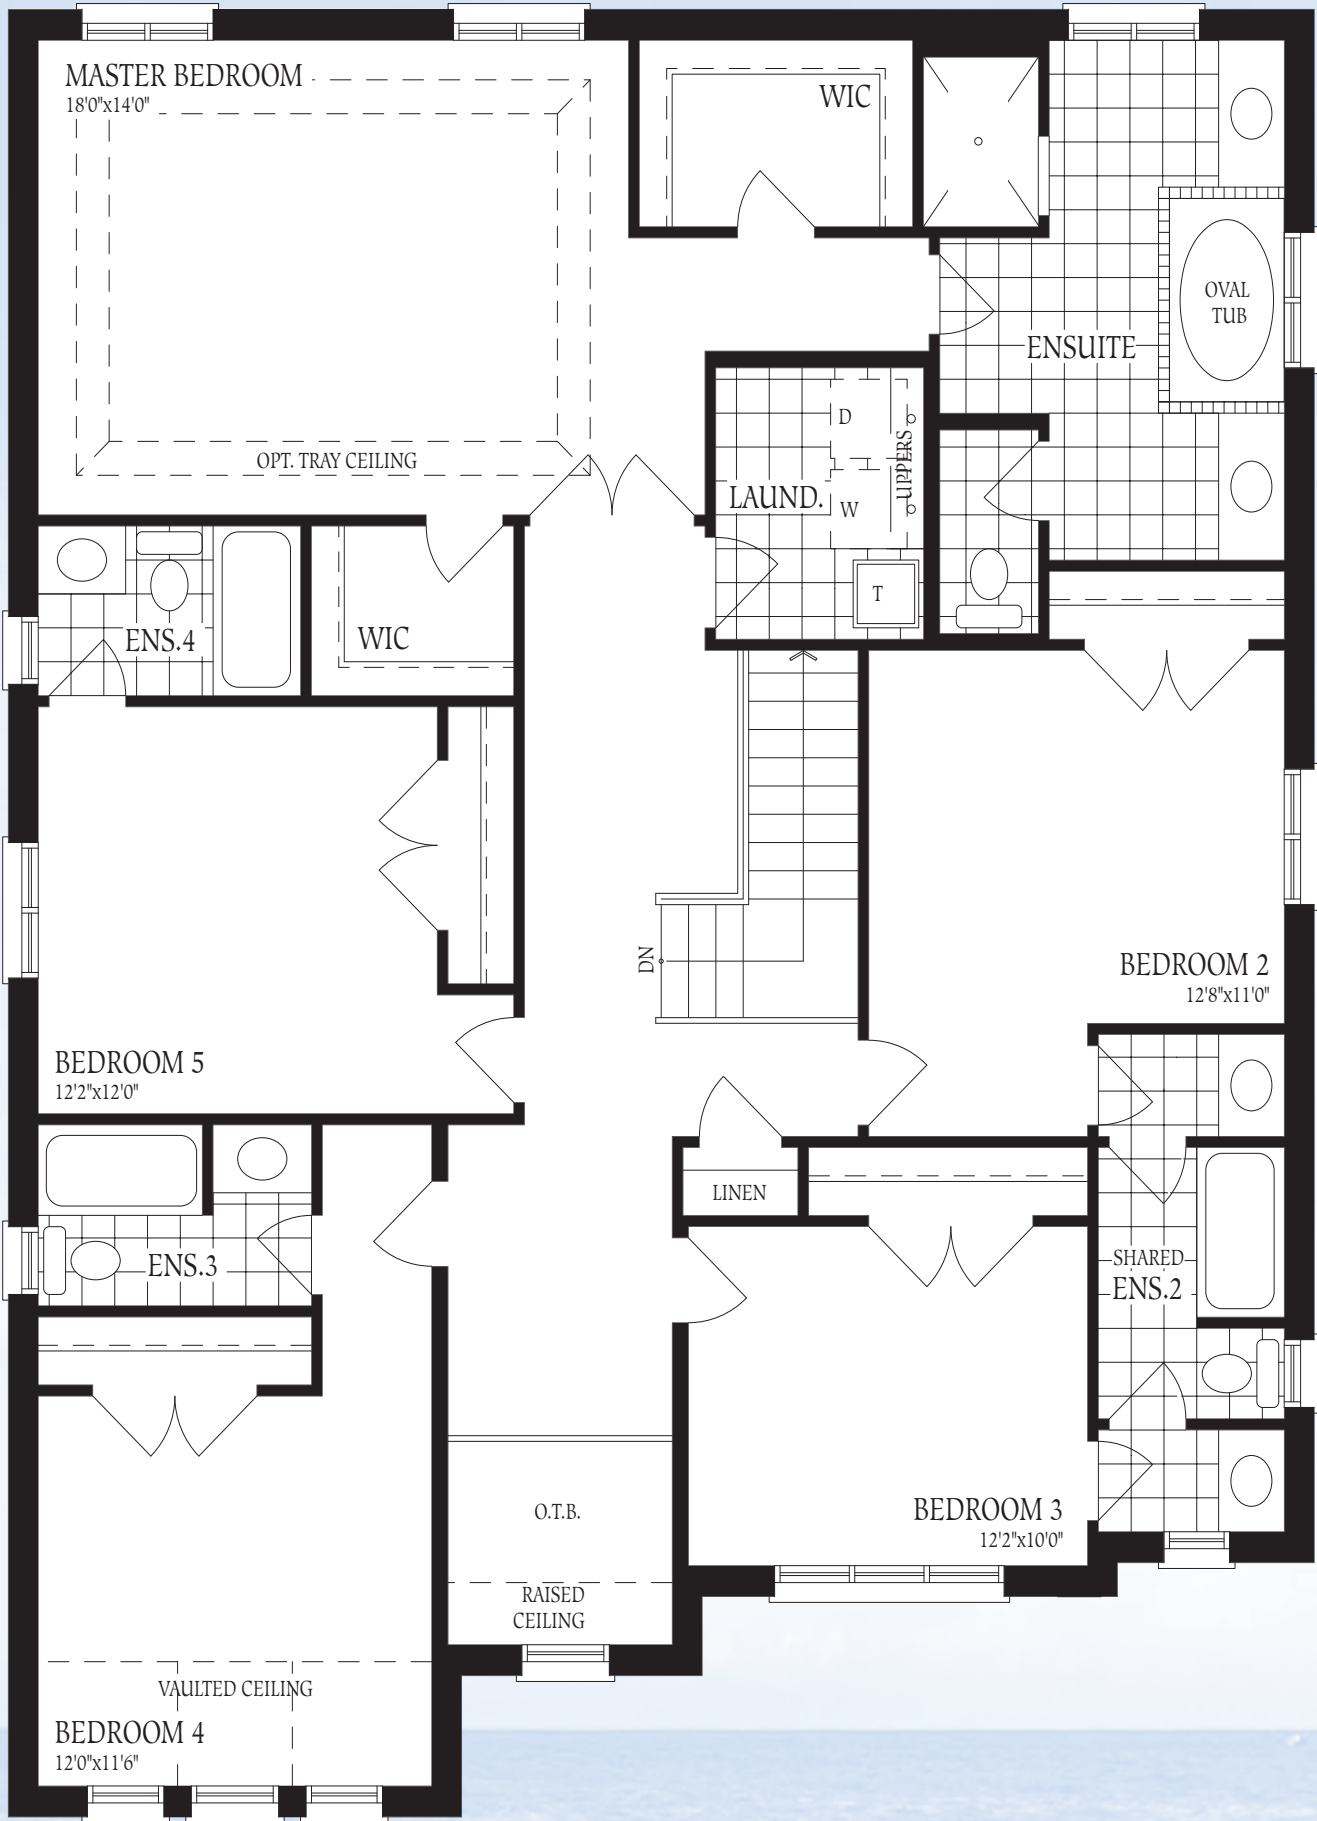 MASTER BEDROOM
18'0"x14'0"
WIC
OVAL
TUB
ENSUITE
D
UPPERS
OPT. TRAY CEILING
LAUND.
W
T
ENS.4
WIC
DN
BEDROOM 2
12'8"x11'0"
BEDROOM 5
12'2"x12'0"
LINEN
ENS.3
SHARED
ENS.2
O.T.B.
BEDROOM 3
12'2"x10'0"
RAISED
CEILING
VAULTED CEILING
BEDROOM 4
12'0"x11'6"